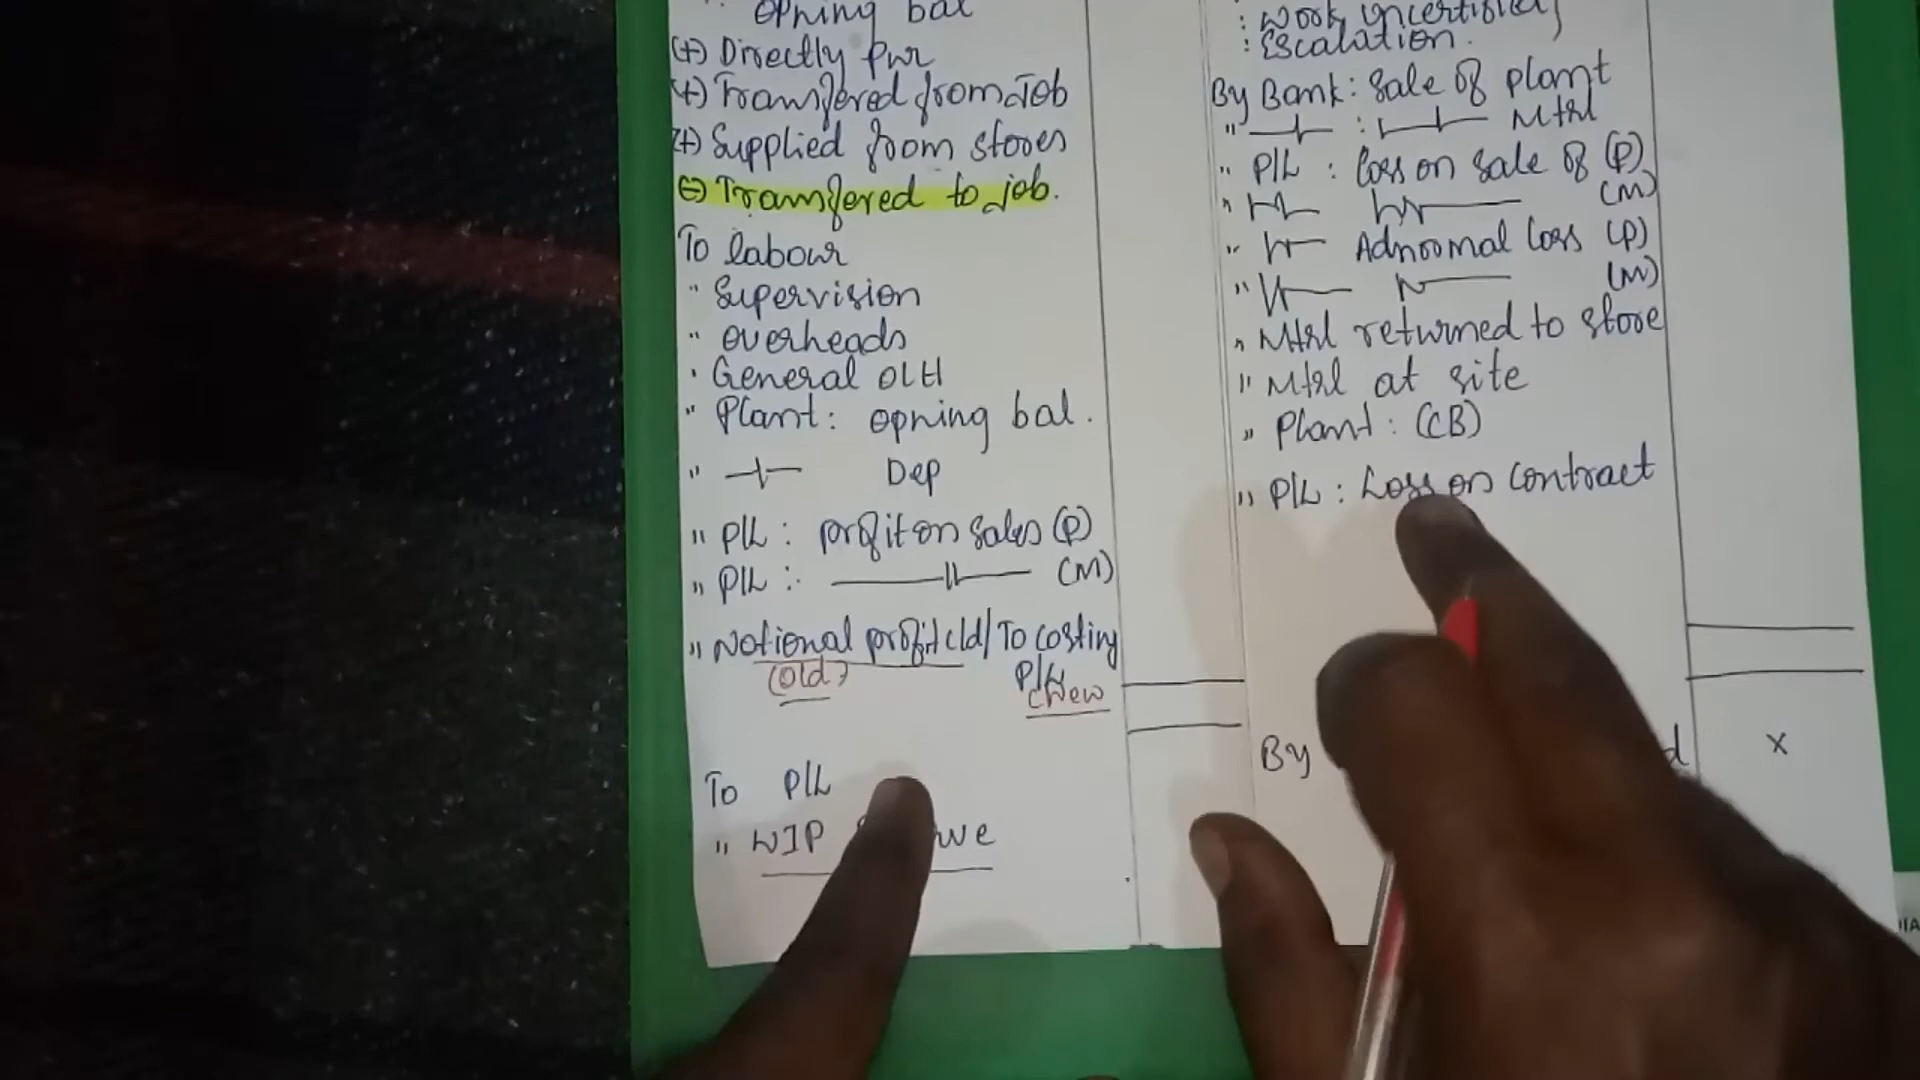 Opning bal
(+) Directly Pur
(+) Transfered from Job
(+) Supplied from stores
(-) Transfered to job.
To labour
" Supervision
" overheads
" General OLH
" Plant: opning bal.
" Dep
" P/L : profit on sales (P)
" P/L : (M)
" Notional profit c/d / To costing
(old) P/L
(New
To P/L
" WIP
: Work uncertified
: Escalation.
By Bank: Sale of plant
" : Mtrl
" P/L : loss on sale of (P)
" (M)
" Adnormal loss (P)
" (M)
" Mtrl returned to store
" Mtrl at site
" Plant: (CB)
" P/L : Loss on contract
By d x